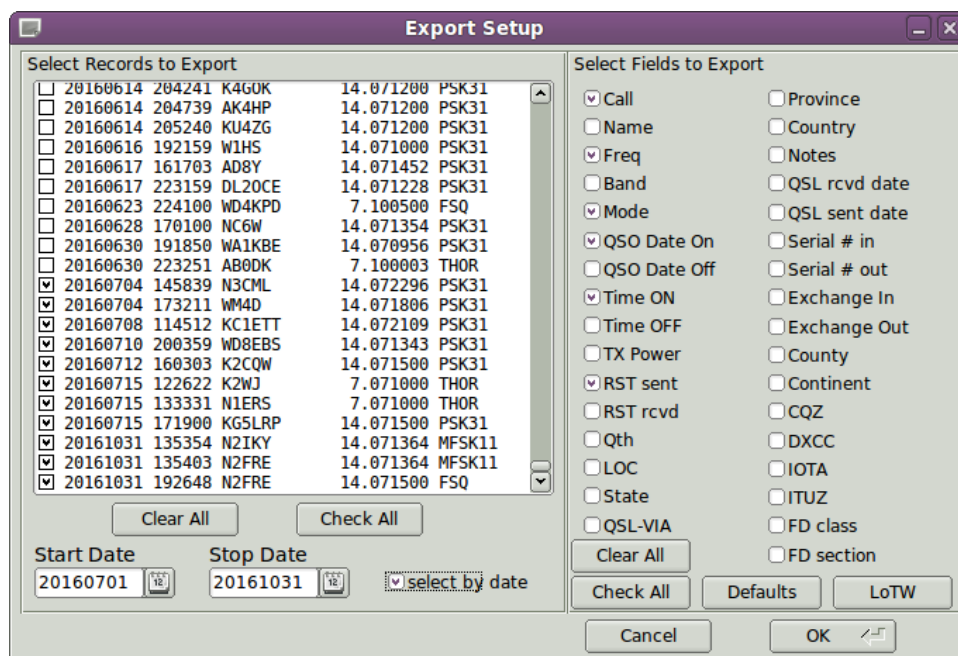 Export Setup
Select Records to Export
20160614 204241 K4GOK 14.071200 PSK31
20160614 204739 AK4HP 14.071200 PSK31
20160614 205240 KU4ZG 14.071200 PSK31
20160616 192159 W1HS 14.071000 PSK31
20160617 161703 AD8Y 14.071452 PSK31
20160617 223159 DL2OCE 14.071228 PSK31
20160623 224100 WD4KPD 7.100500 FSQ
20160628 170100 NC6W 14.071354 PSK31
20160630 191850 WA1KBE 14.070956 PSK31
20160630 223251 AB0DK 7.100003 THOR
20160704 145839 N3CML 14.072296 PSK31
20160704 173211 WM4D 14.071806 PSK31
20160708 114512 KC1ETT 14.072109 PSK31
20160710 200359 WD8EBS 14.071343 PSK31
20160712 160303 K2CQW 14.071500 PSK31
20160715 122622 K2WJ 7.071000 THOR
20160715 133331 N1ERS 7.071000 THOR
20160715 171900 KG5LRP 14.071500 PSK31
20161031 135354 N2IKY 14.071364 MFSK11
20161031 135403 N2FRE 14.071364 MFSK11
20161031 192648 N2FRE 14.071500 FSQ
Clear All Check All
Start Date Stop Date
20160701 12 20161031 12 select by date
Select Fields to Export
Call Province
Name Country
Freq Notes
Band QSL rcvd date
Mode QSL sent date
QSO Date On Serial # in
QSO Date Off Serial # out
Time ON Exchange In
Time OFF Exchange Out
TX Power County
RST sent Continent
RST rcvd CQZ
Qth DXCC
LOC IOTA
State ITUZ
QSL-VIA FD class
Clear All FD section
Check All Defaults LoTW
Cancel OK